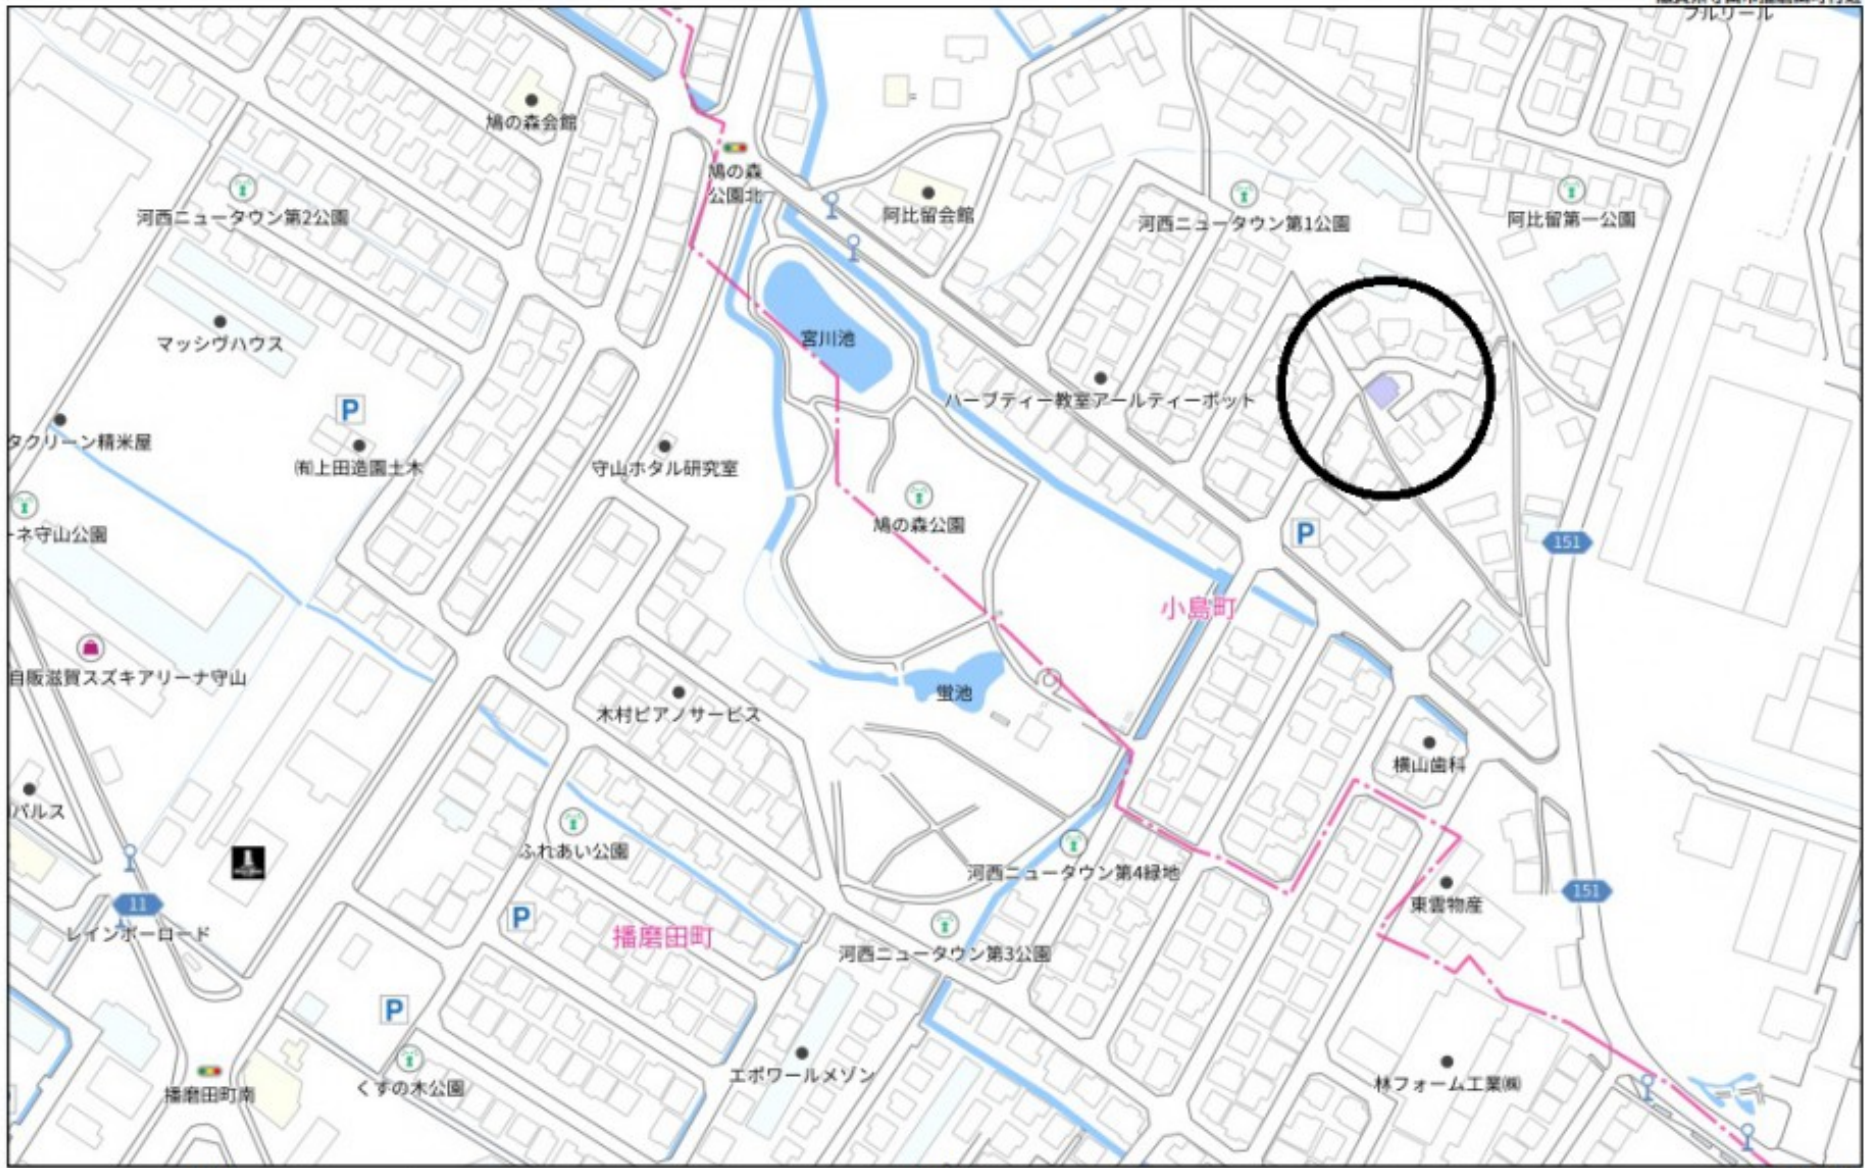 フルリール
鳩の森会館
鳩の森
公園北
河西ニュータウン第2公園
阿比留会館
河西ニュータウン第1公園
阿比留第一公園
マッシヴハウス
宮川池
ハーブティー教室アールティーポット
タクリーン精米屋
P
㈲上田造園土木
守山ホタル研究室
ーネ守山公園
鳩の森公園
P
151
小島町
自販滋賀スズキアリーナ守山
蛍池
木村ピアノサービス
横山歯科
パルス
ふれあい公園
河西ニュータウン第4緑地
151
11
東雲物産
レインボーロード
P
播磨田町
河西ニュータウン第3公園
P
エポワールメゾン
くすの木公園
播磨田町南
林フォーム工業㈱